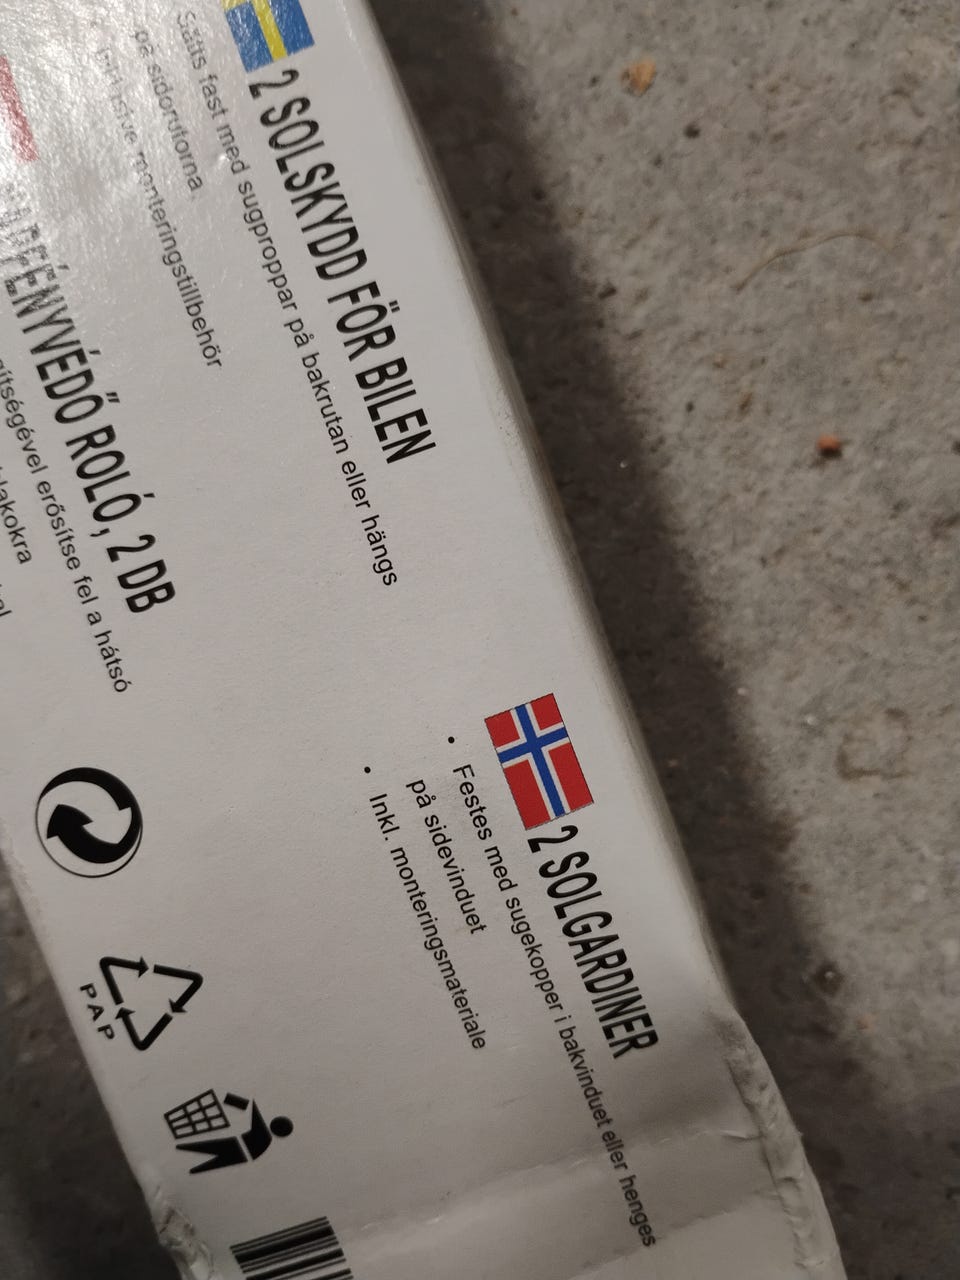 2 SOLSKYDD FÖR BILEN
Sätts fast med sugproppar på bakrutan eller hängs
på sidorutorna
monteringstillbehör
2 SOLGARDINER
• Festes med sugekopper i bakvinduet eller henges
på sidevinduet
• Inkl. monteringsmateriale
ROLÓ, 2 DB
erősítse fel a hátsó
PAP